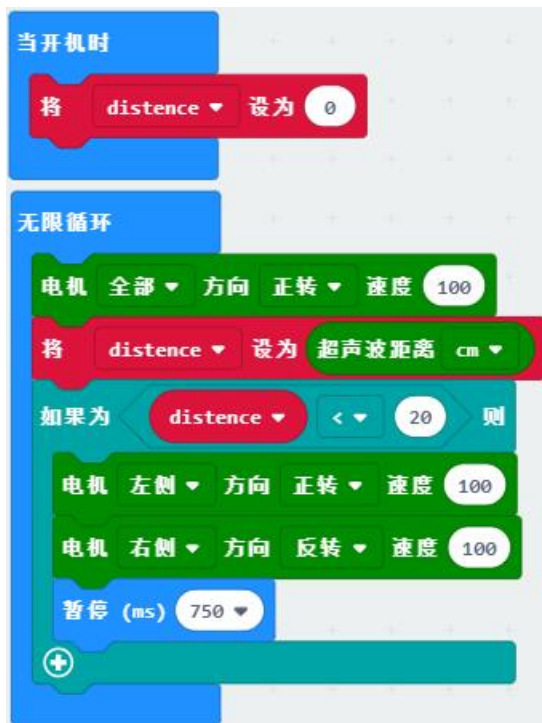 当开机时
将 distence 设为 0
无限循环
电机 全部 方向 正转 速度 100
将 distence 设为 超声波距离 cm
如果为 distence < 20 则
电机 左侧 方向 正转 速度 100
电机 右侧 方向 反转 速度 100
暂停 (ms) 750